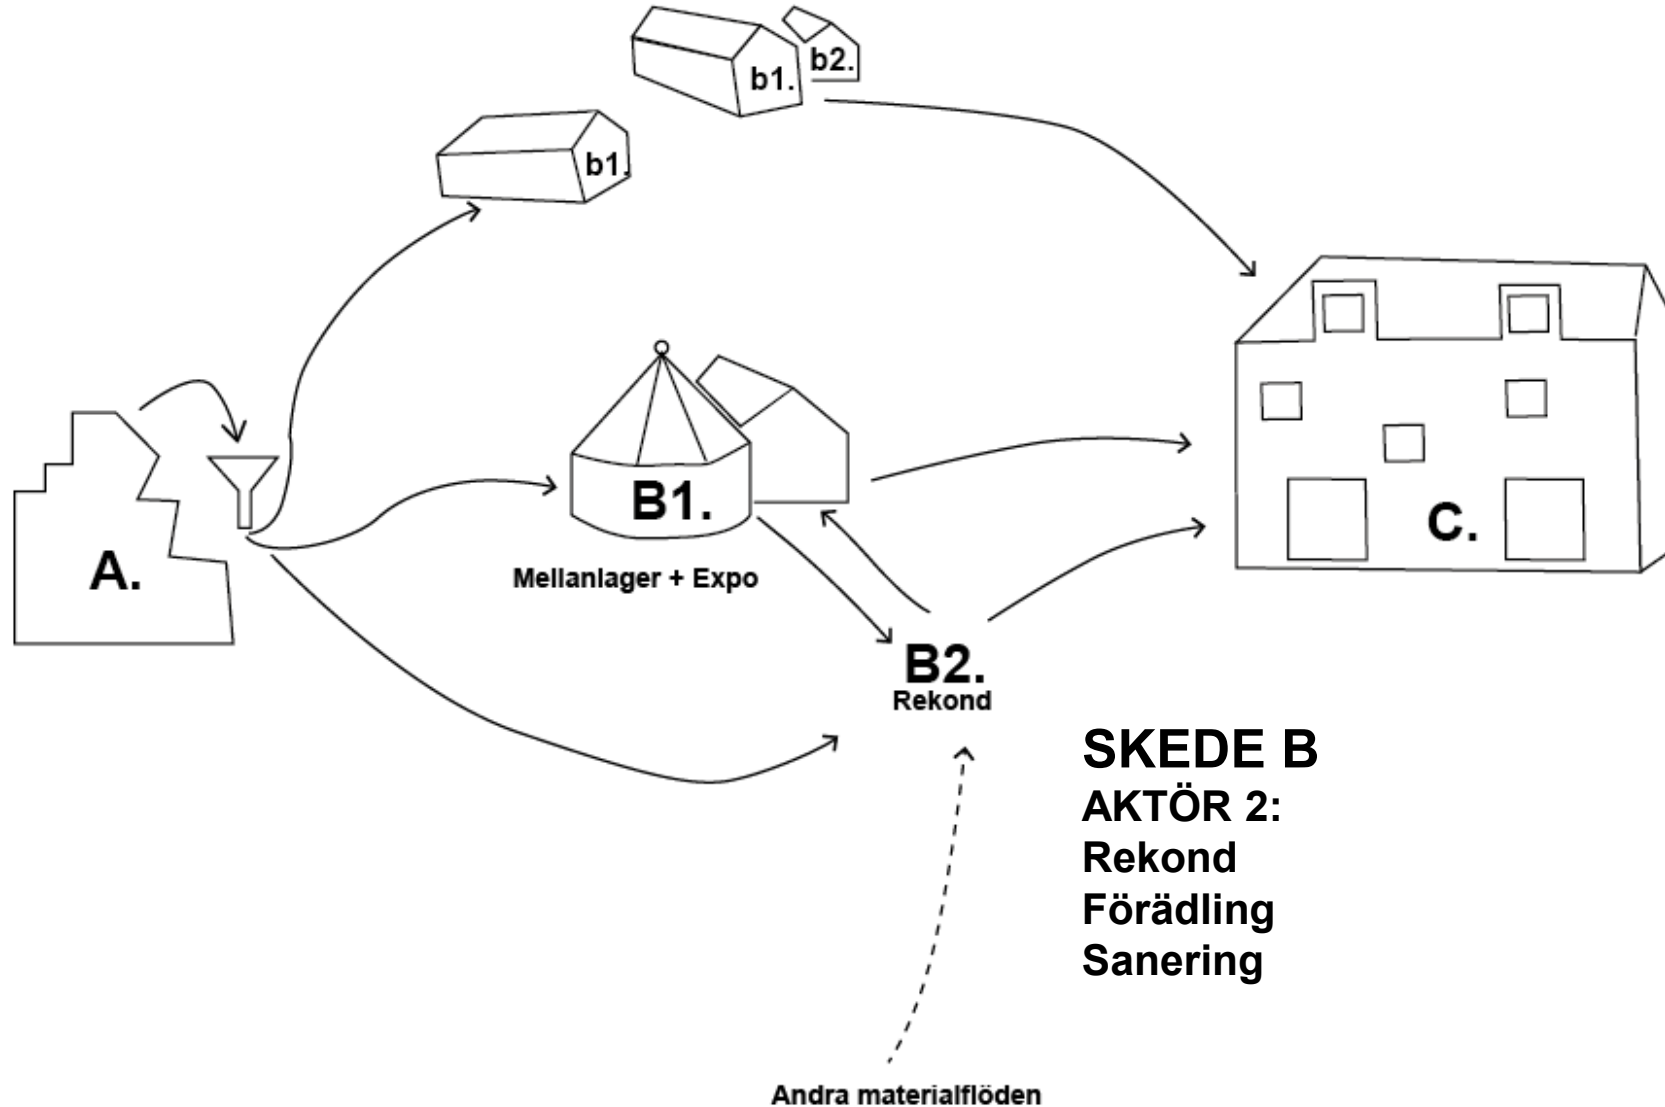 b1.
b2.
b1.
A.
B1.
Mellanlager + Expo
C.
B2.
Rekond
SKEDE B
AKTÖR 2:
Rekond
Förädling
Sanering
Andra materialflöden